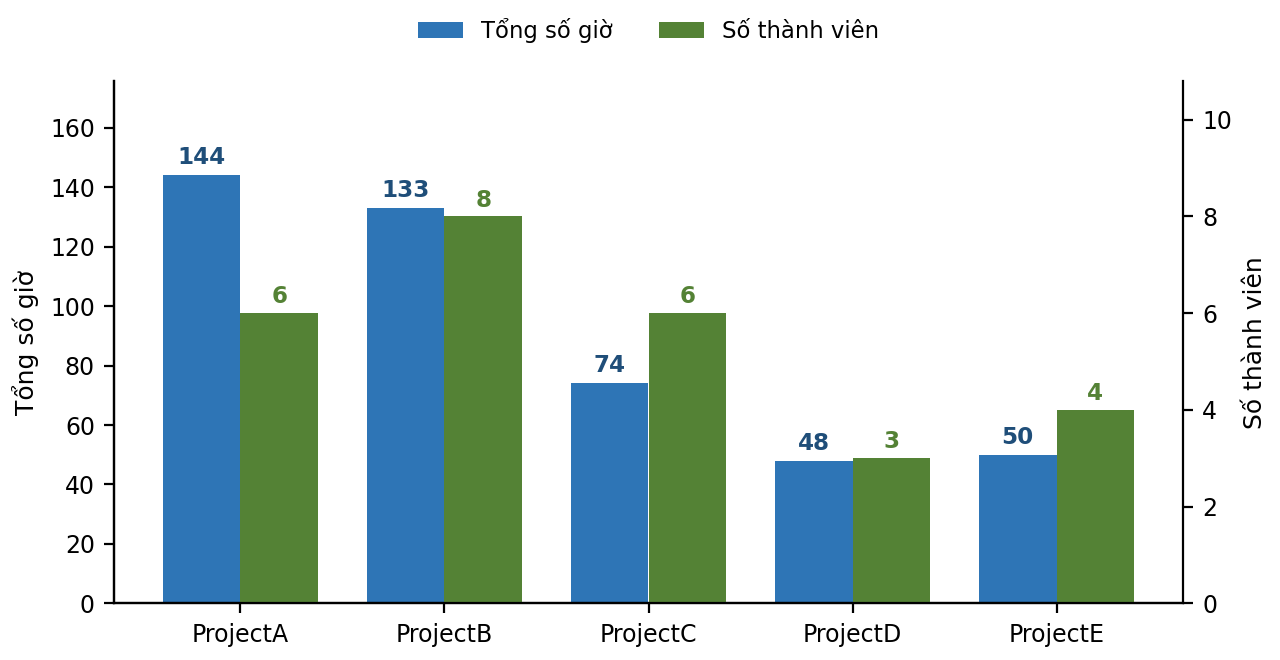 Tổng số giờ
Số thành viên
Tổng số giờ
160
140
120
100
80
60
40
20
0
144
6
133
8
74
6
48
3
50
4
10
8
6
4
2
0
Số thành viên
ProjectA
ProjectB
ProjectC
ProjectD
ProjectE